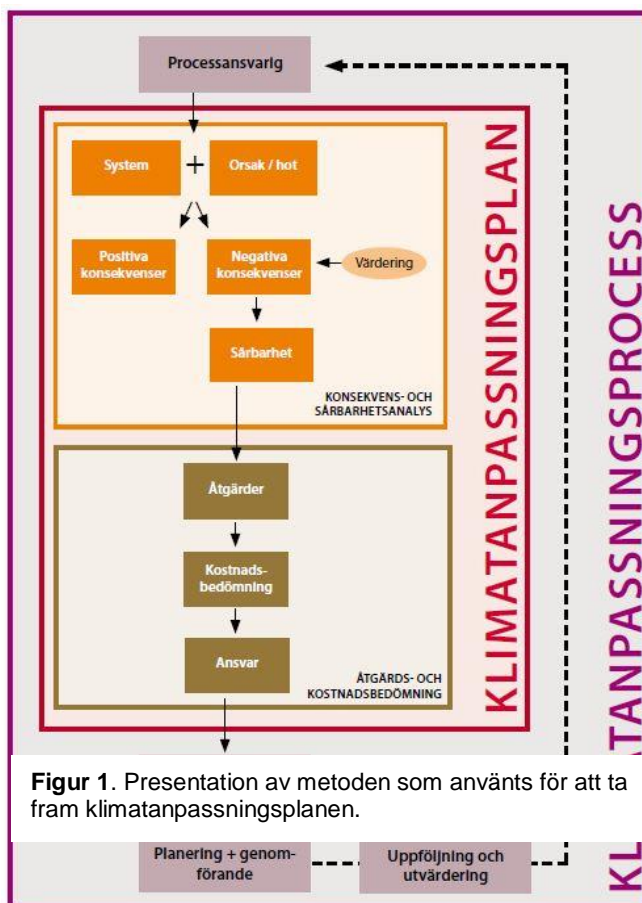 Processansvarig
System + Orsak / hot
Positiva
konsekvenser
Negativa
konsekvenser
Värdering
Sårbarhet
KONSEKVENS- OCH
SÅRBARHETSANALYS
Åtgärder
Kostnads-
bedömning
Ansvar
ÅTGÄRDS- OCH
KOSTNADSBEDÖMNING
KLIMATANPASSNINGSPLAN
Figur 1. Presentation av metoden som använts för att ta
fram klimatanpassningsplanen.
Planering + genom-
förande
Uppföljning och
utvärdering